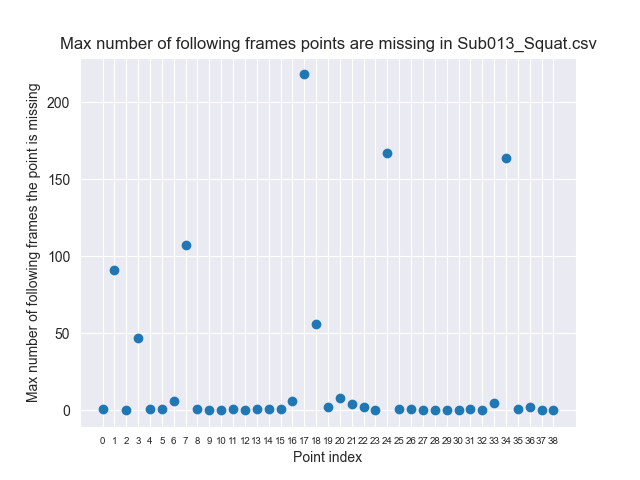 Max number of following frames points are missing in Sub013_Squat.csv
Max number of following frames the point is missing
200
150
100
50
0
0 1 2 3 4 5 6 7 8 9 10 11 12 13 14 15 16 17 18 19 20 21 22 23 24 25 26 27 28 29 30 31 32 33 34 35 36 37 38
Point index